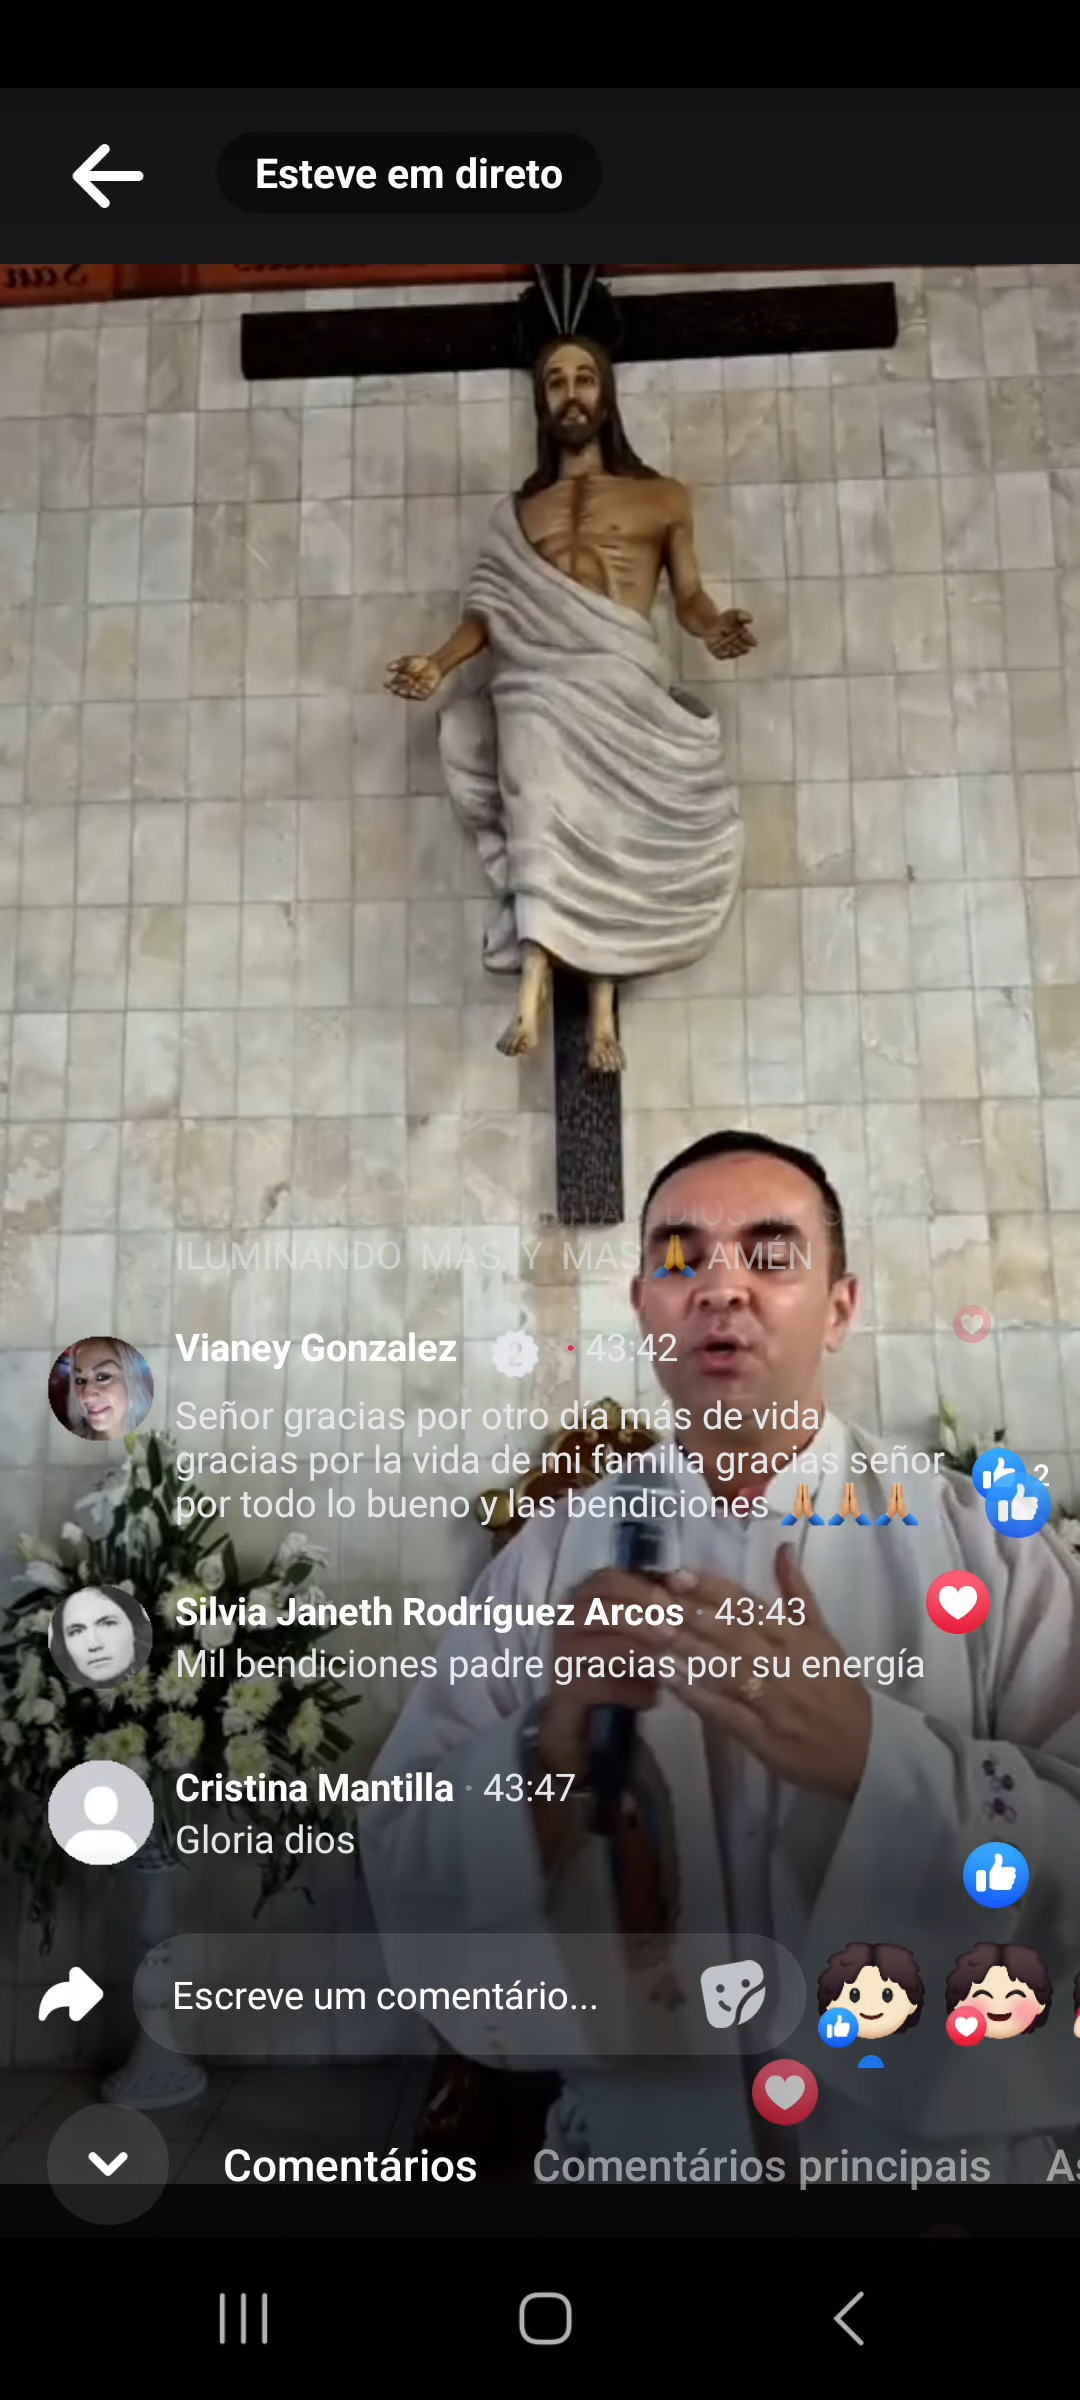 Esteve em direto
San
ILUMINANDO MAS Y MAS 🙏 AMÉN
Vianey Gonzalez 2 · 43:42
Señor gracias por otro día más de vida
gracias por la vida de mi familia gracias señor
por todo lo bueno y las bendiciones 🙏🙏🙏
2
Silvia Janeth Rodríguez Arcos · 43:43
Mil bendiciones padre gracias por su energía
Cristina Mantilla · 43:47
Gloria dios
Escreve um comentário...
Comentários Comentários principais